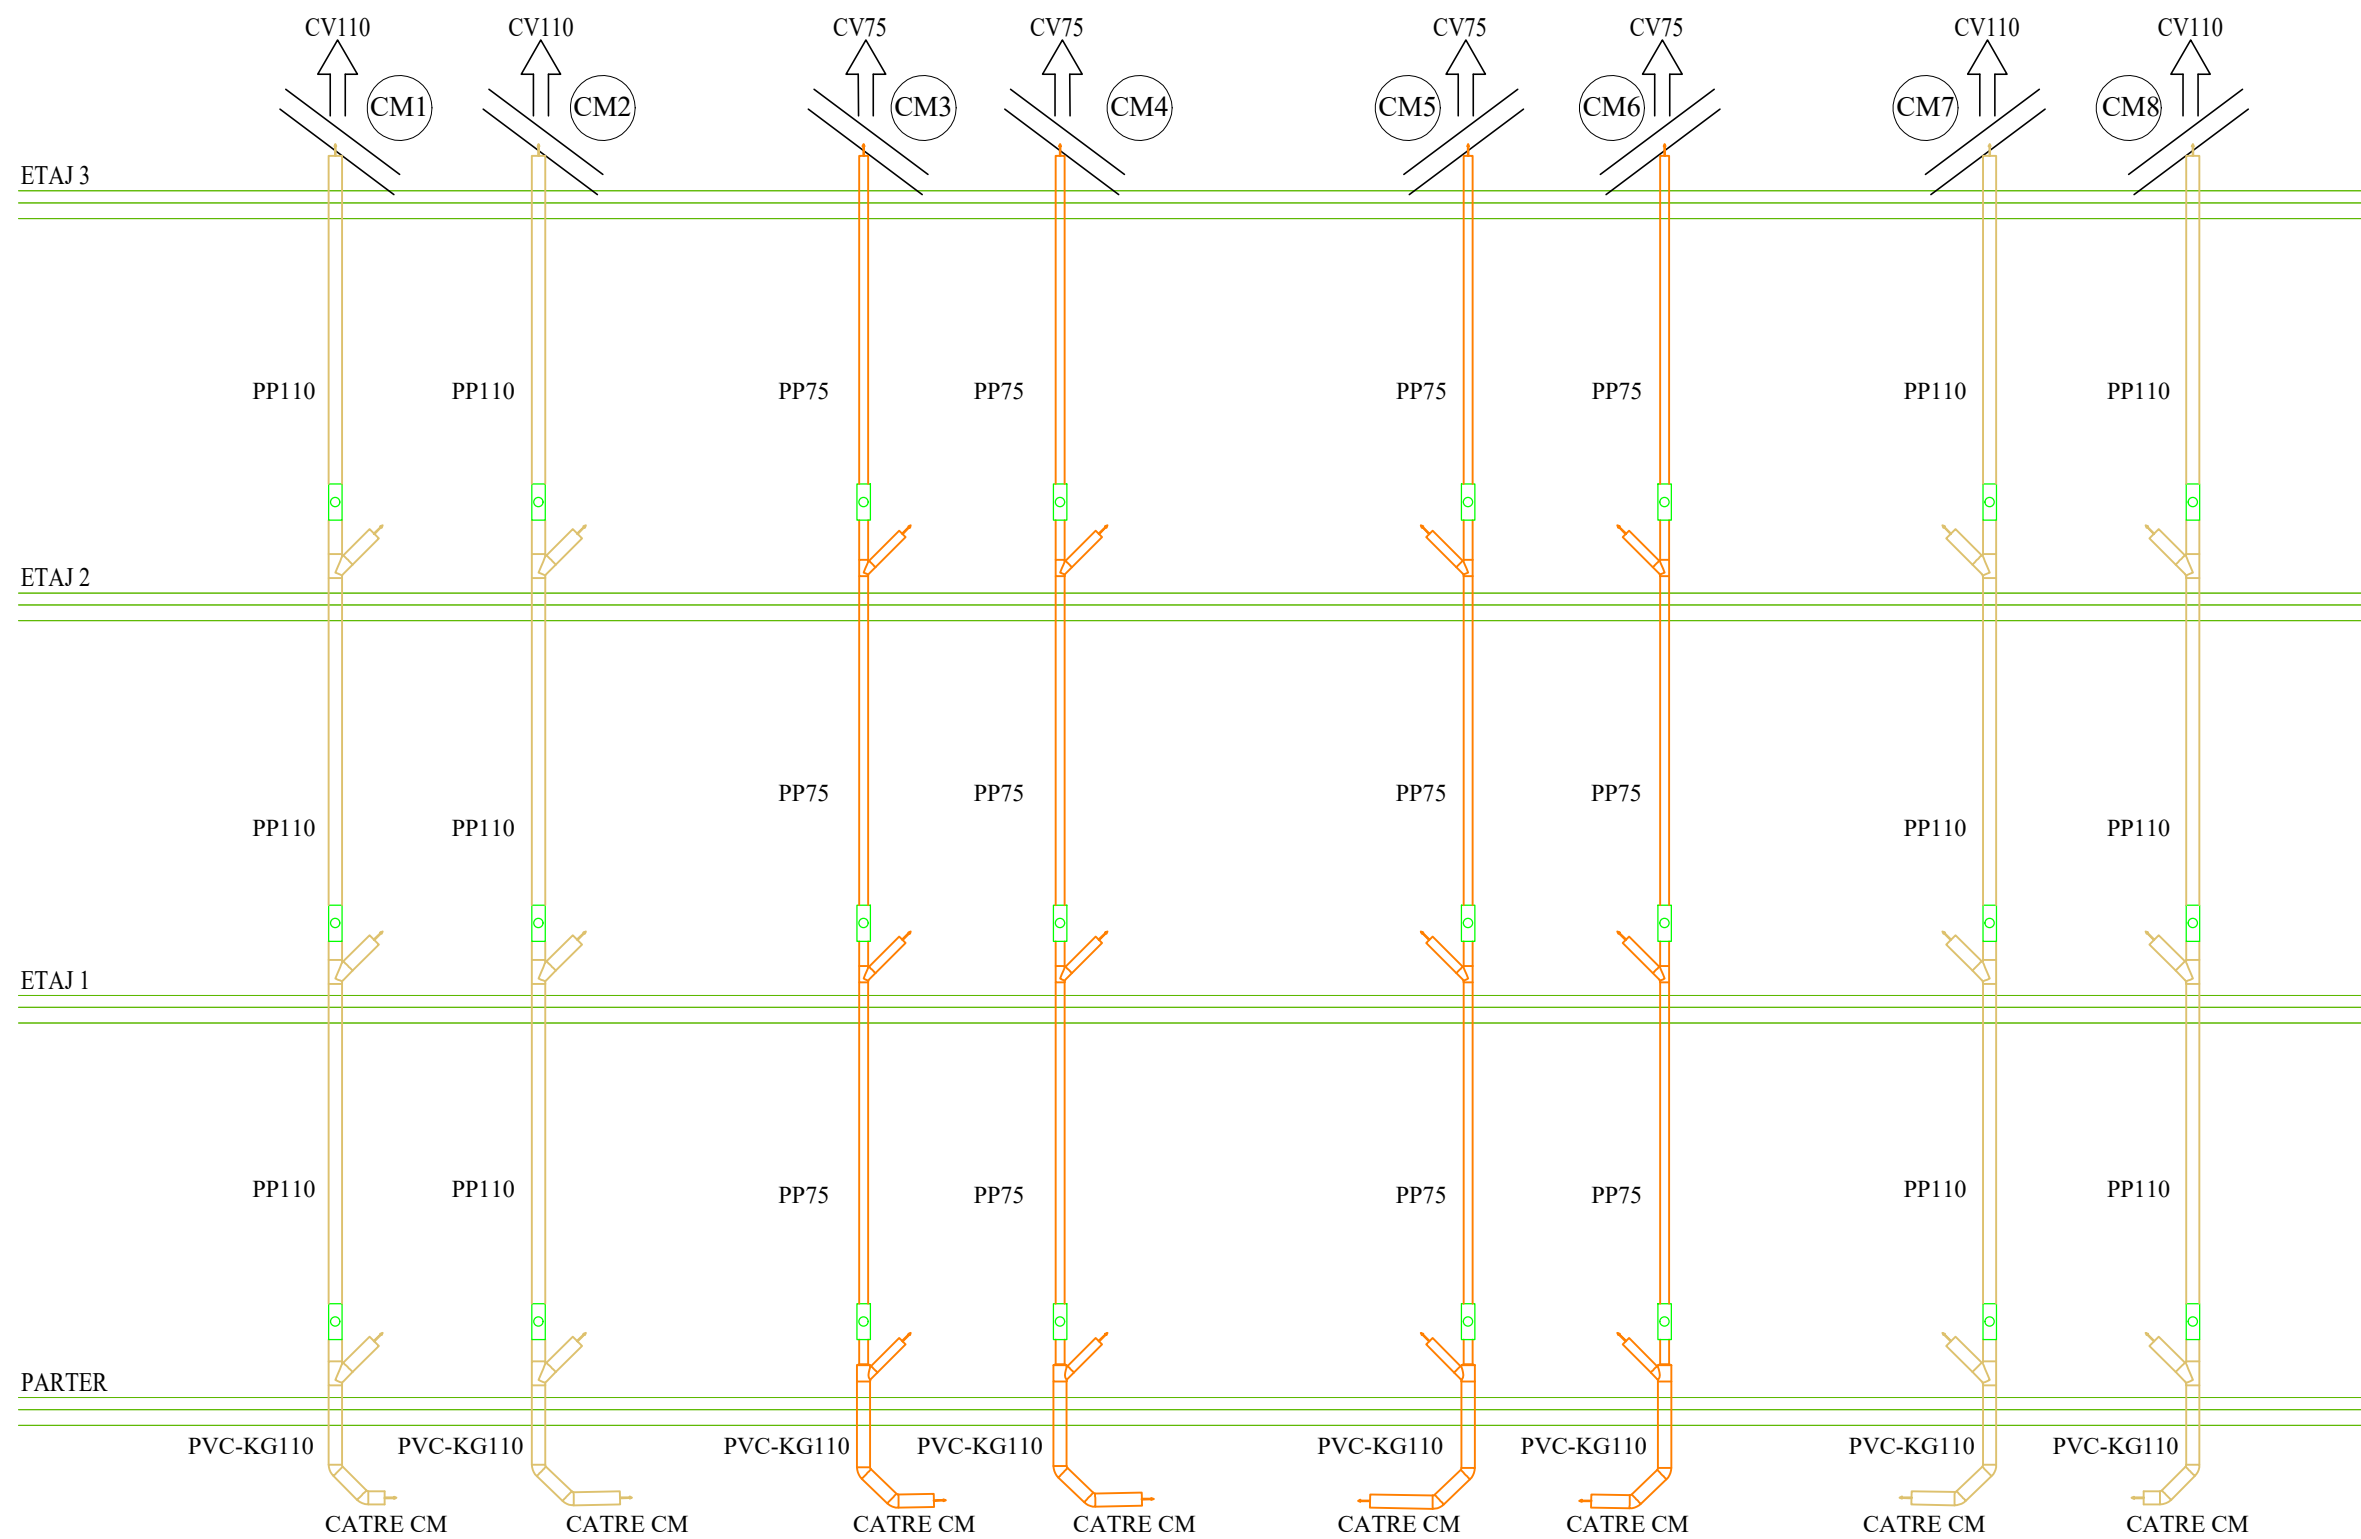 CV110 CV110 CV75 CV75 CV75 CV75 CV110 CV110
CM1 CM2 CM3 CM4 CM5 CM6 CM7 CM8
ETAJ 3
PP110 PP110 PP75 PP75 PP75 PP75 PP110 PP110
ETAJ 2
PP75 PP75 PP75 PP75
PP110 PP110 PP110 PP110
ETAJ 1
PP110 PP110 PP75 PP75 PP75 PP75 PP110 PP110
PARTER
PVC-KG110 PVC-KG110 PVC-KG110 PVC-KG110 PVC-KG110 PVC-KG110 PVC-KG110 PVC-KG110
CATRE CM CATRE CM CATRE CM CATRE CM CATRE CM CATRE CM CATRE CM CATRE CM